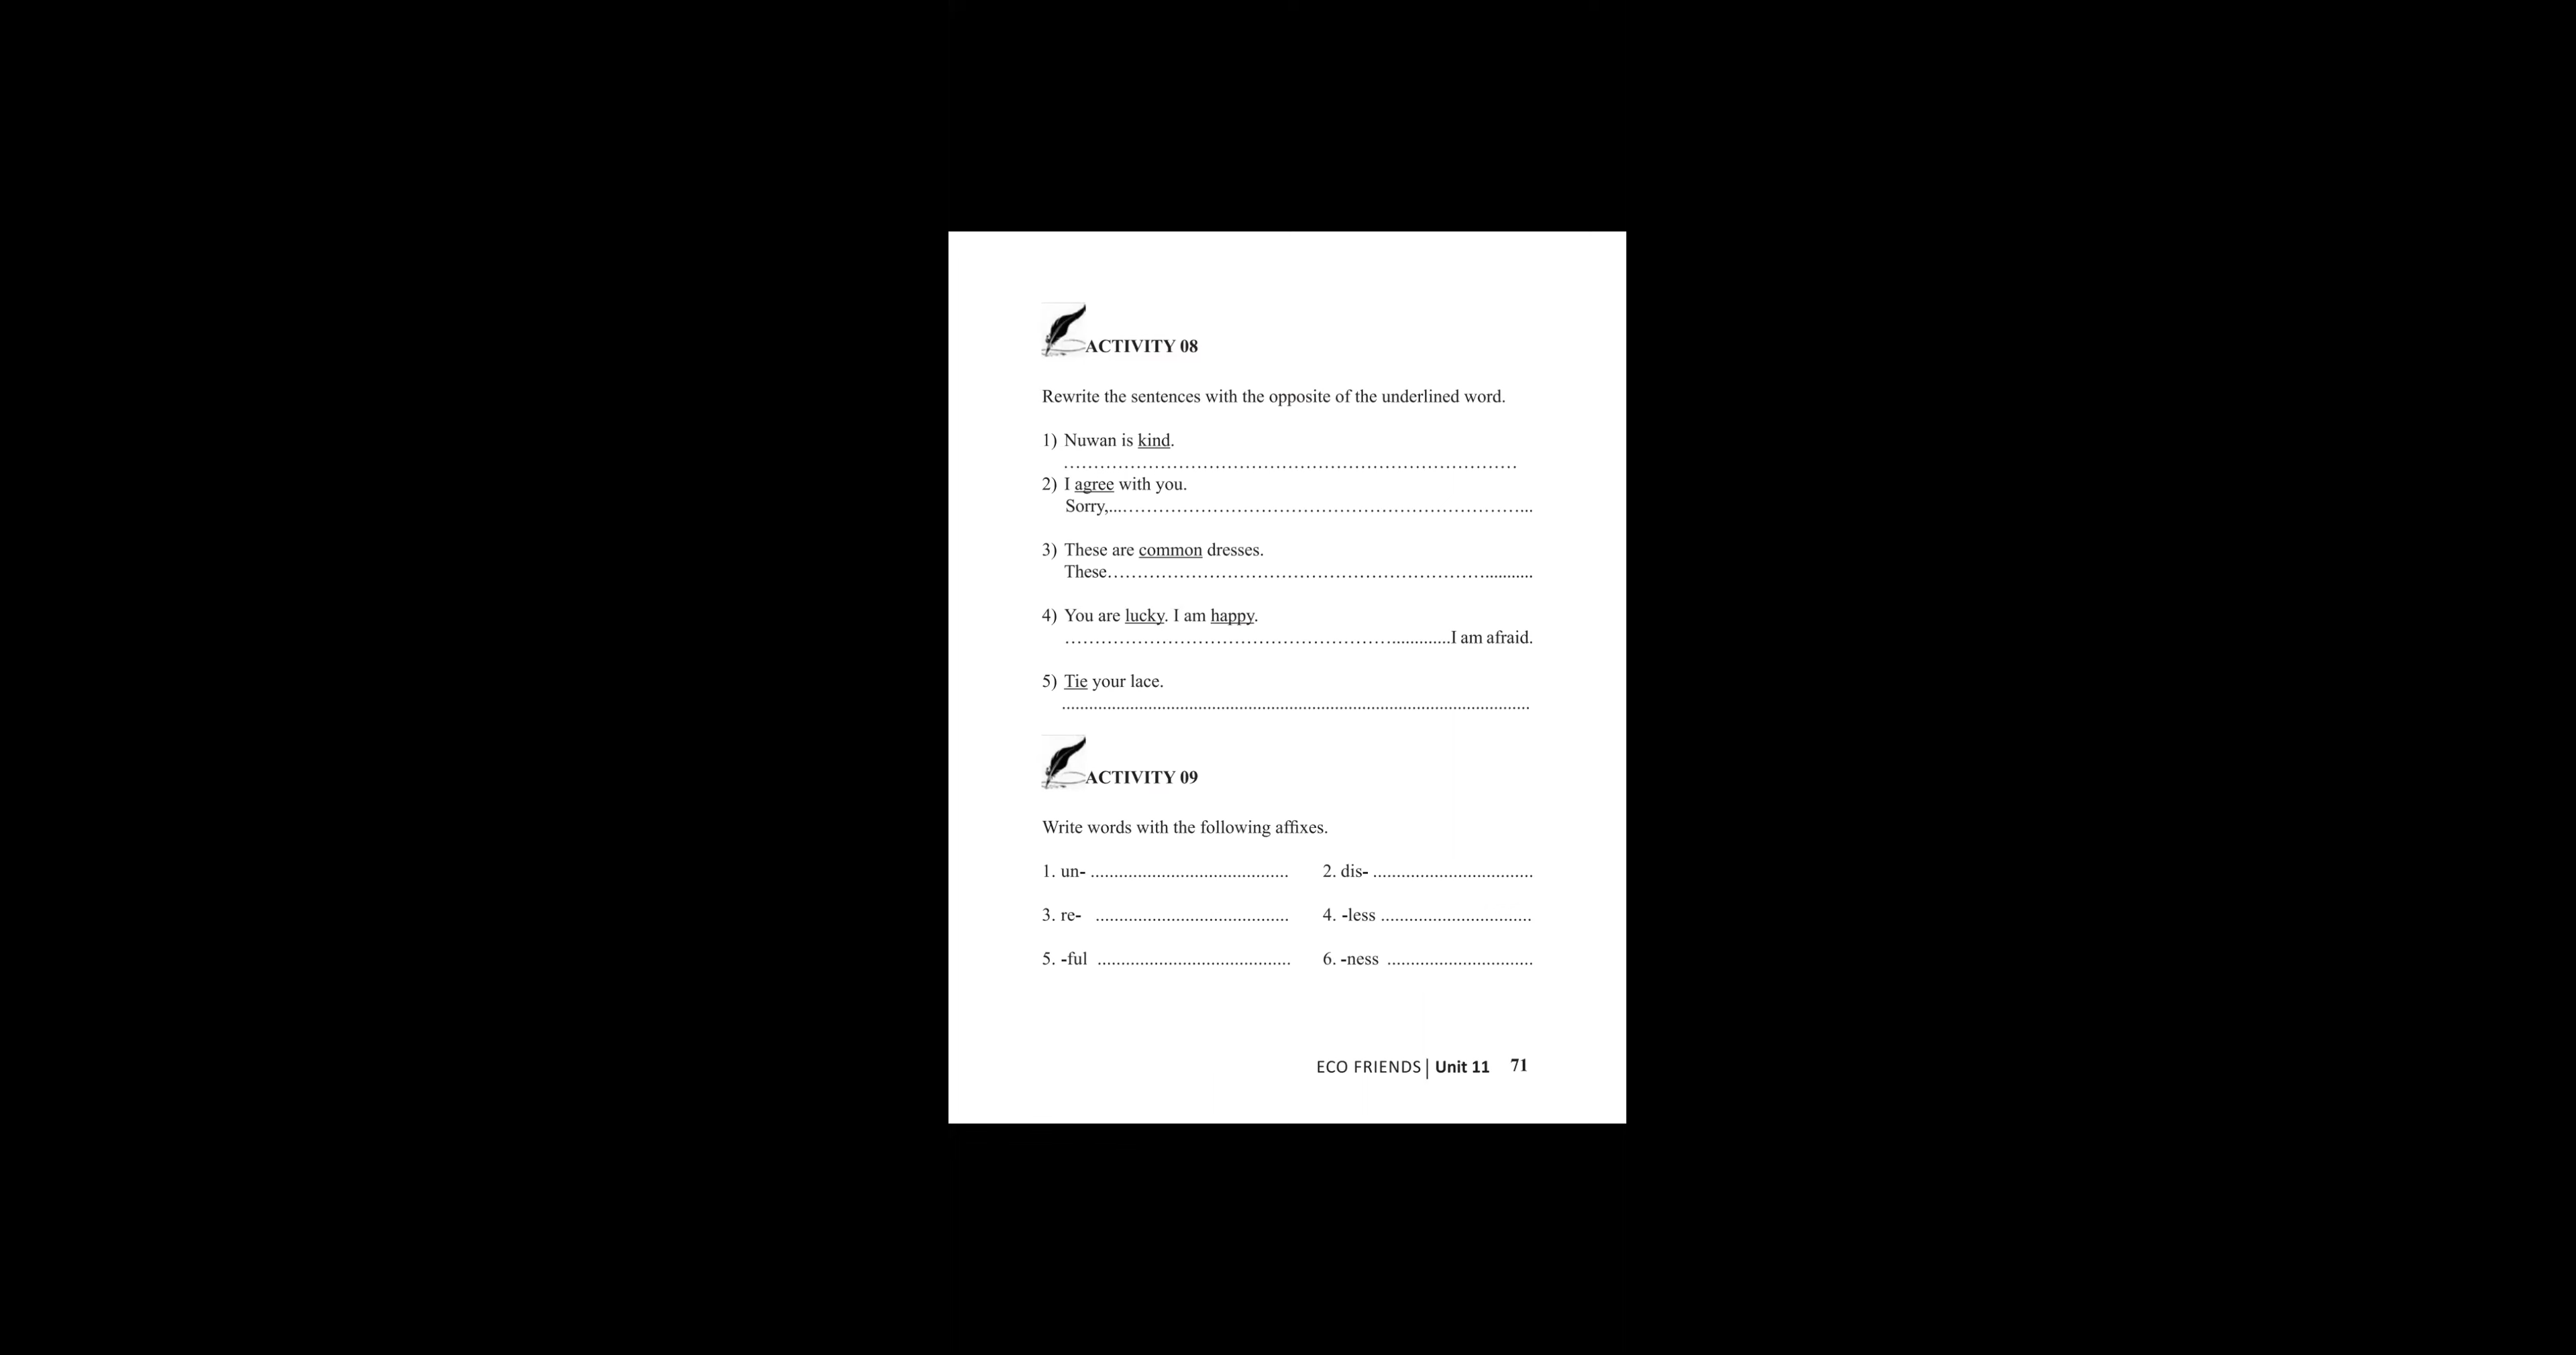 ACTIVITY 08
Rewrite the sentences with the opposite of the underlined word.
1) Nuwan is kind.
………………………………………………………………
2) I agree with you.
Sorry,...…………………………………………………………...
3) These are common dresses.
These………………………………………………………...........
4) You are lucky. I am happy.
……………………………………………….............I am afraid.
5) Tie your lace.
.......................................................................................................
ACTIVITY 09
Write words with the following affixes.
1. un- .......................................... 2. dis- ..................................
3. re- ......................................... 4. -less ................................
5. -ful ......................................... 6. -ness ...............................
ECO FRIENDS | Unit 11 71